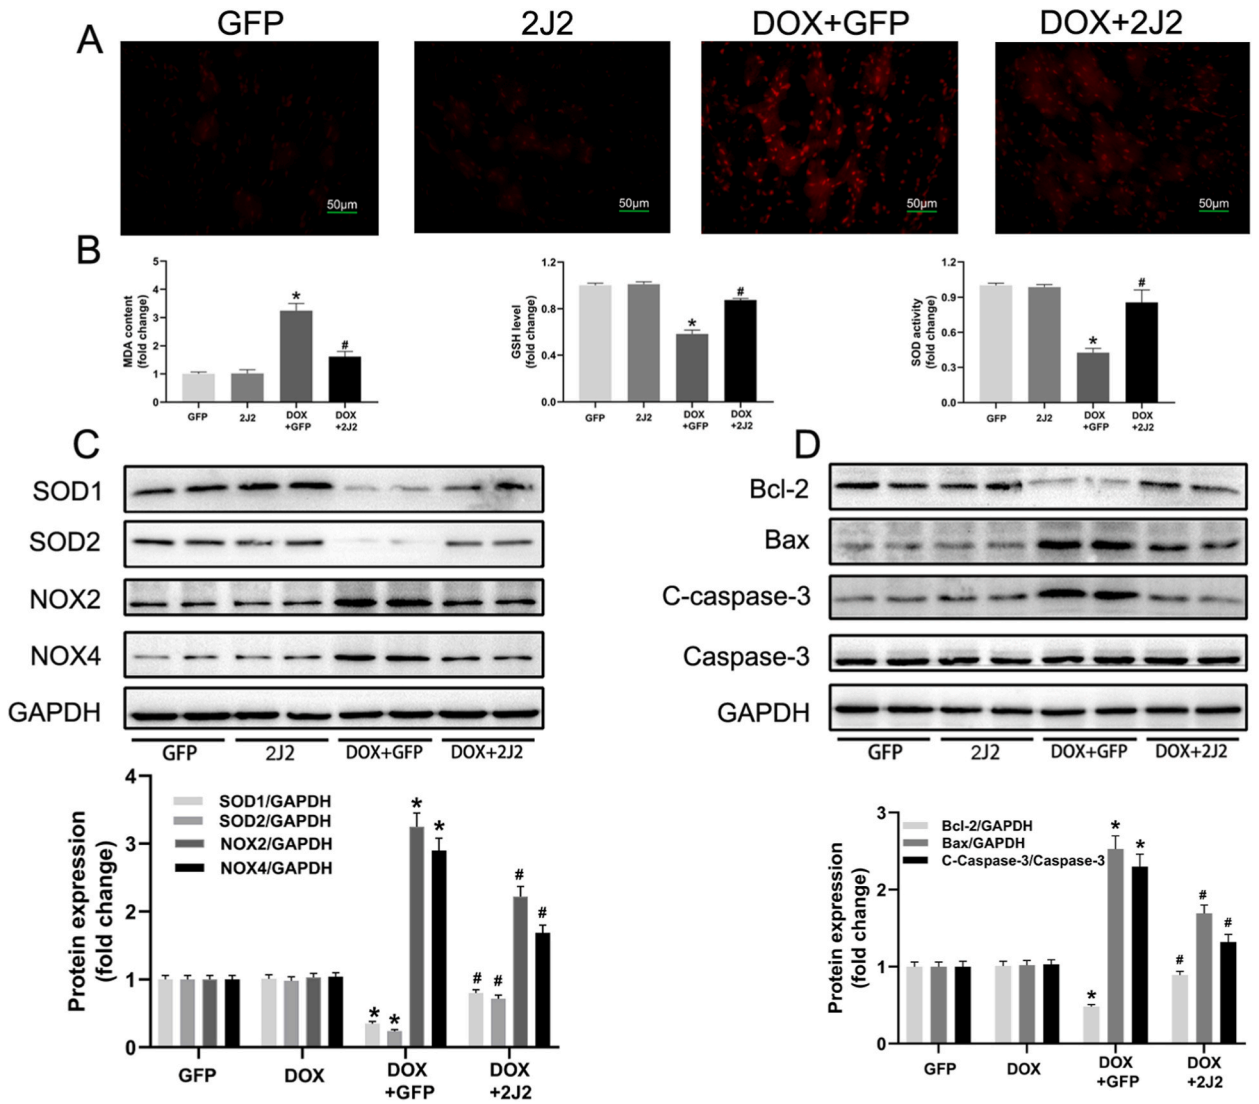 A
GFP
2J2
DOX+GFP
DOX+2J2
50μm
50μm
50μm
50μm
B
MDA content
(fold change)
5
4
3
2
1
0
*
#
GFP
2J2
DOX
+GFP
DOX
+2J2
GSH level
(fold change)
1.2
0.8
0.4
0.0
*
#
GFP
2J2
DOX
+GFP
DOX
+2J2
SOD activity
(fold change)
1.2
0.9
0.6
0.3
0.0
*
#
GFP
2J2
DOX
+GFP
DOX
+2J2
C
SOD1
SOD2
NOX2
NOX4
GAPDH
GFP
2J2
DOX+GFP
DOX+2J2
Protein expression
(fold change)
4
3
2
1
0
SOD1/GAPDH
SOD2/GAPDH
NOX2/GAPDH
NOX4/GAPDH
*
*
*
*
#
#
#
#
GFP
DOX
DOX
+GFP
DOX
+2J2
D
Bcl-2
Bax
C-caspase-3
Caspase-3
GAPDH
GFP
2J2
DOX+GFP
DOX+2J2
Protein expression
(fold change)
3
2
1
0
Bcl-2/GAPDH
Bax/GAPDH
C-Caspase-3/Caspase-3
*
*
*
#
#
#
GFP
DOX
DOX
+GFP
DOX
+2J2